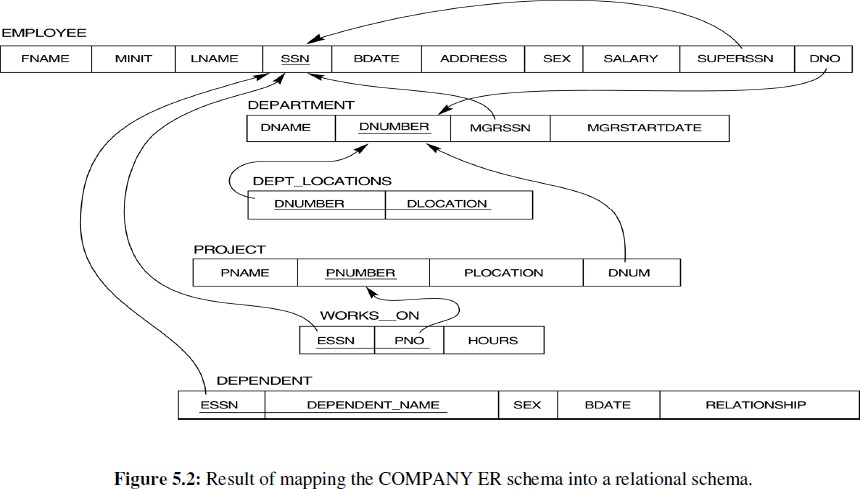 EMPLOYEE
FNAME MINIT LNAME SSN BDATE ADDRESS SEX SALARY SUPERSSN DNO
DEPARTMENT
DNAME DNUMBER MGRSSN MGRSTARTDATE
DEPT_LOCATIONS
DNUMBER DLOCATION
PROJECT
PNAME PNUMBER PLOCATION DNUM
WORKS__ON
ESSN PNO HOURS
DEPENDENT
ESSN DEPENDENT_NAME SEX BDATE RELATIONSHIP
Figure 5.2: Result of mapping the COMPANY ER schema into a relational schema.